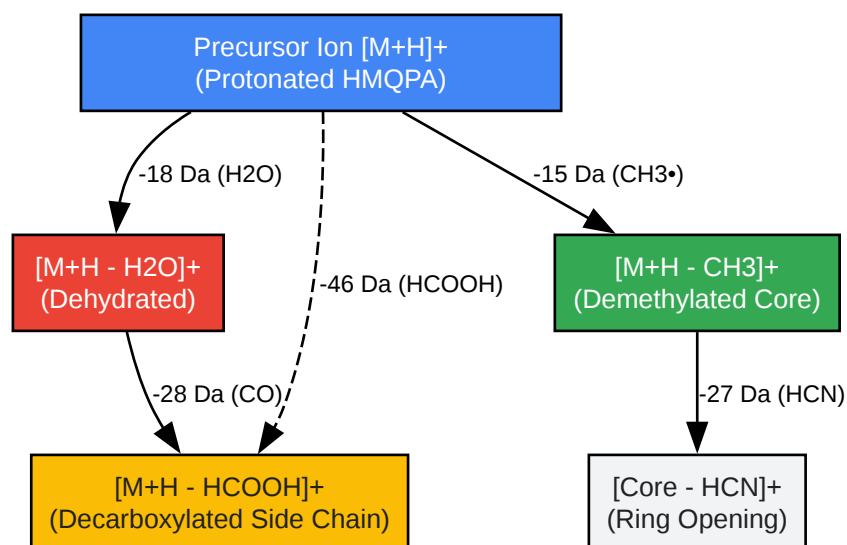 Precursor Ion [M+H]+
(Protonated HMQPA)
-18 Da (H2O)
-15 Da (CH3•)
[M+H - H2O]+
(Dehydrated)
-46 Da (HCOOH)
[M+H - CH3]+
(Demethylated Core)
-28 Da (CO)
-27 Da (HCN)
[M+H - HCOOH]+
(Decarboxylated Side Chain)
[Core - HCN]+
(Ring Opening)